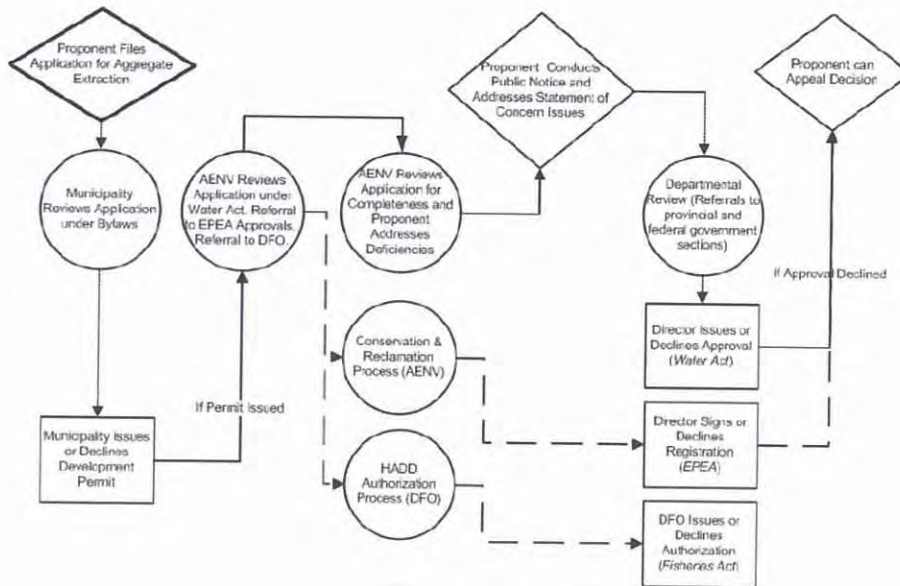 Proponent Files
Application for Aggregate
Extraction
Municipality
Reviews Application
under Bylaws
Municipality Issues
or Declines
Development
Permit
If Permit Issued
AENV Reviews
Application under
Water Act. Referral
to EPEA Approvals.
Referral to DFO.
AENV Reviews
Application for
Completeness and
Proponent
Addresses
Deficiencies
Conservation &
Reclamation
Process (AENV)
HADD
Authorization
Process (DFO)
Proponent Conducts
Public Notice and
Addresses Statement of
Concern Issues
Departmental
Review (Referrals to
provincial and
federal government
sections)
Director Issues or
Declines Approval
(Water Act)
Director Signs or
Declines
Registration
(EPEA)
DFO Issues or
Declines
Authorization
(Fisheries Act)
If Approval Declined
Proponent can
Appeal Decision